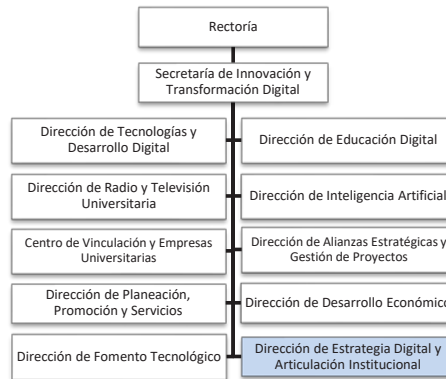 Rectoría
Secretaría de Innovación y
Transformación Digital
Dirección de Tecnologías y
Desarrollo Digital
Dirección de Educación Digital
Dirección de Radio y Televisión
Universitaria
Dirección de Inteligencia Artificial
Centro de Vinculación y Empresas
Universitarias
Dirección de Alianzas Estratégicas y
Gestión de Proyectos
Dirección de Planeación,
Promoción y Servicios
Dirección de Desarrollo Económico
Dirección de Fomento Tecnológico
Dirección de Estrategia Digital y
Articulación Institucional